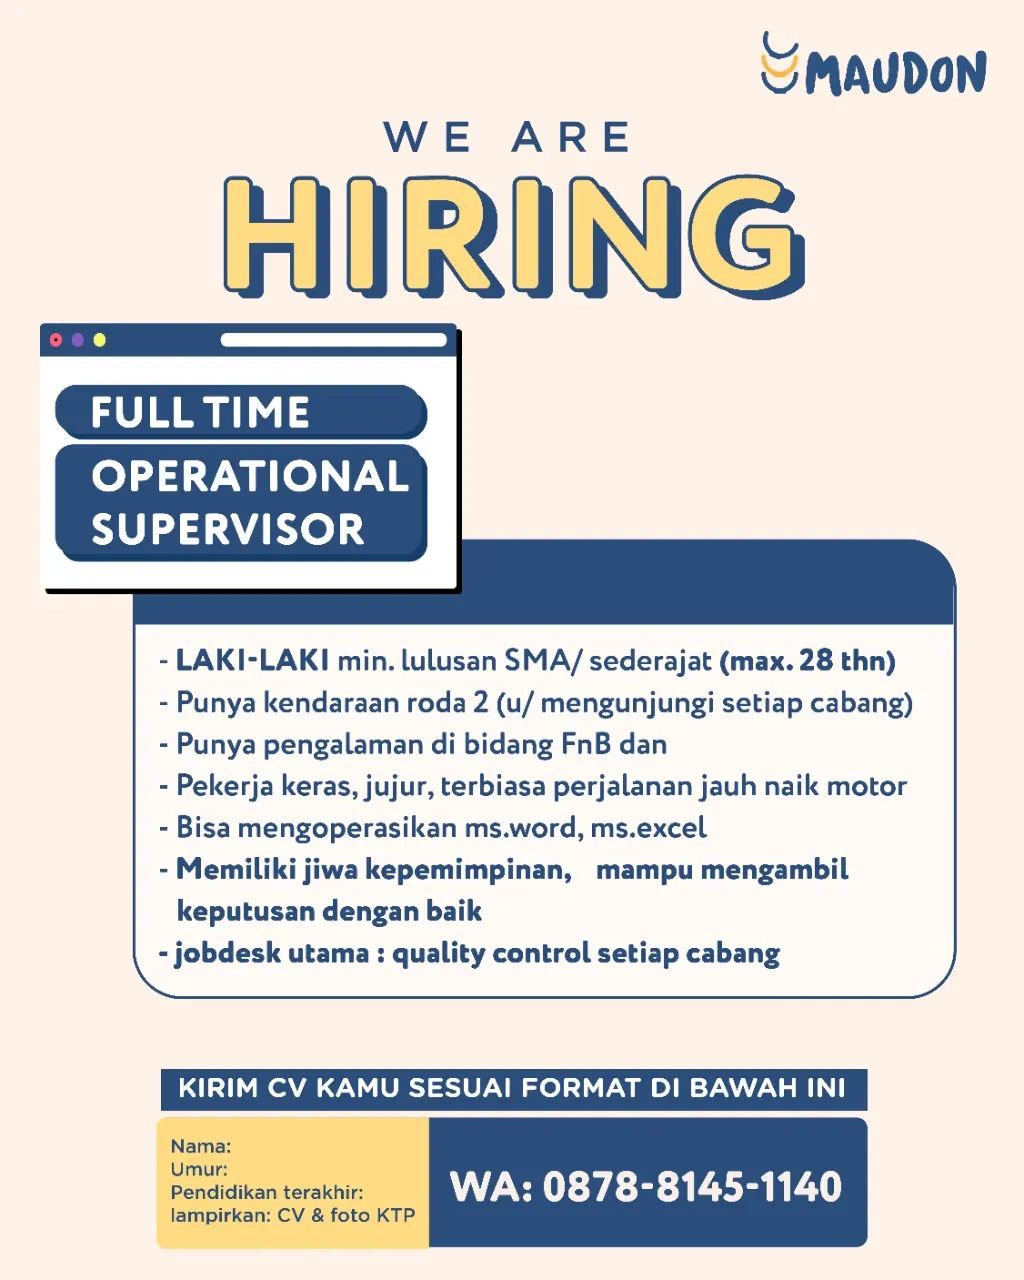 MAUDON
WE ARE
HIRING
FULL TIME
OPERATIONAL
SUPERVISOR
- LAKI-LAKI min. lulusan SMA/ sederajat (max. 28 thn)
- Punya kendaraan roda 2 (u/ mengunjungi setiap cabang)
- Punya pengalaman di bidang FnB dan
- Pekerja keras, jujur, terbiasa perjalanan jauh naik motor
- Bisa mengoperasikan ms.word, ms.excel
- Memiliki jiwa kepemimpinan, mampu mengambil
keputusan dengan baik
- jobdesk utama : quality control setiap cabang
KIRIM CV KAMU SESUAI FORMAT DI BAWAH INI
Nama:
Umur:
Pendidikan terakhir:
lampirkan: CV & foto KTP
WA: 0878-8145-1140